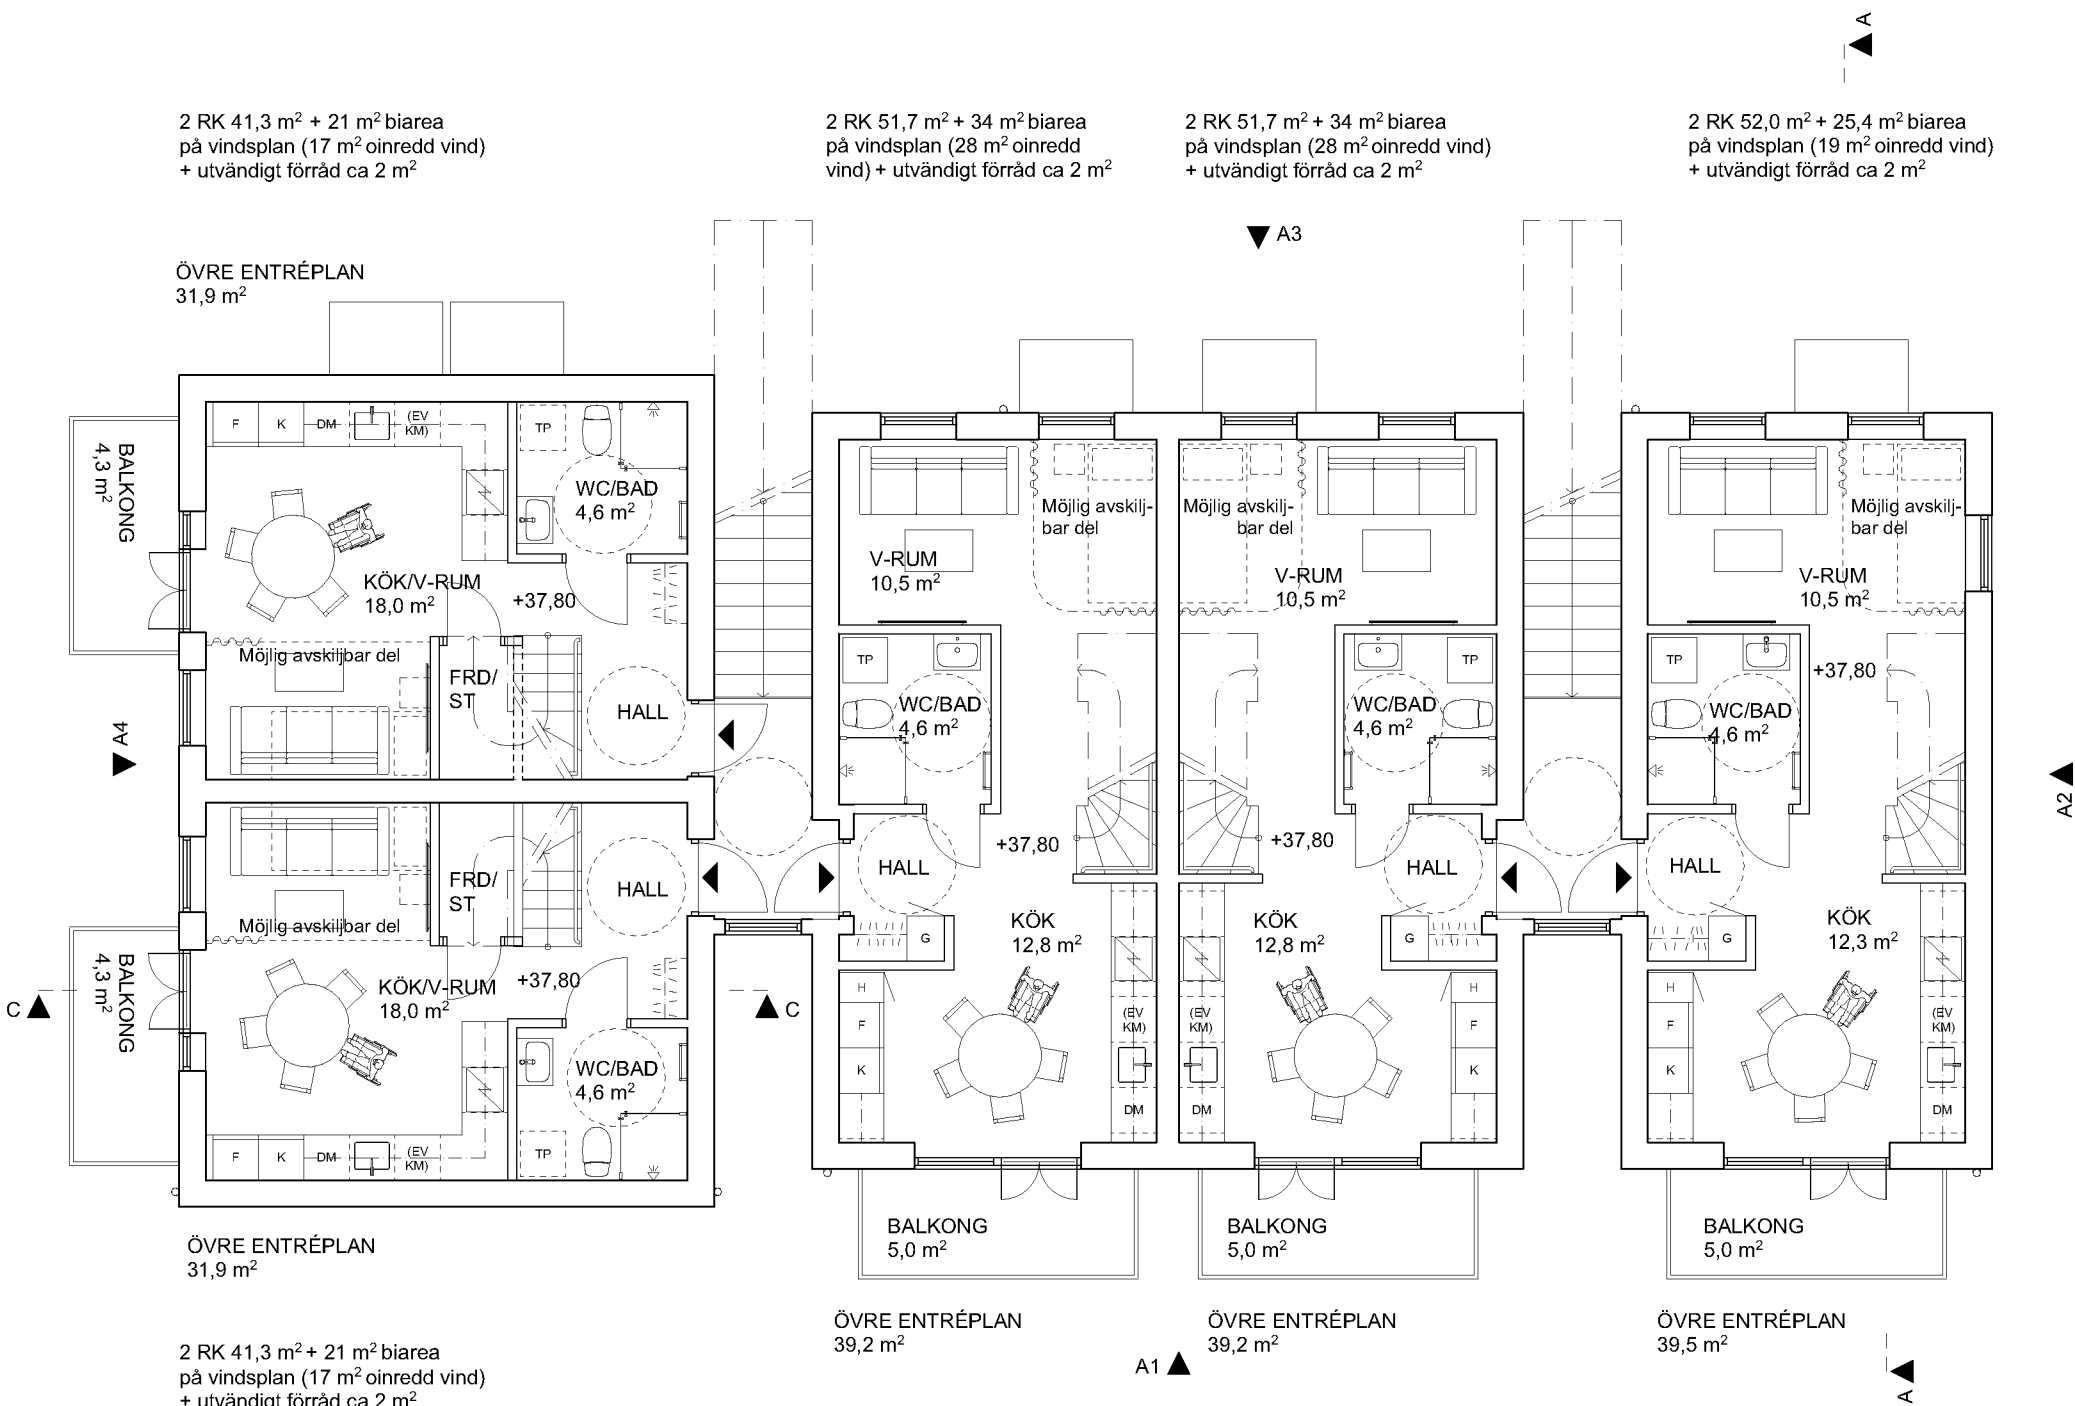 A
2 RK 41,3 m² + 21 m² biarea
på vindsplan (17 m² oinredd vind)
+ utvändigt förråd ca 2 m²
2 RK 51,7 m² + 34 m² biarea
på vindsplan (28 m² oinredd
vind) + utvändigt förråd ca 2 m²
2 RK 51,7 m² + 34 m² biarea
på vindsplan (28 m² oinredd vind)
+ utvändigt förråd ca 2 m²
2 RK 52,0 m² + 25,4 m² biarea
på vindsplan (19 m² oinredd vind)
+ utvändigt förråd ca 2 m²
A3
ÖVRE ENTRÉPLAN
31,9 m²
BALKONG
4,3 m²
F
K
DM
(EV
KM)
TP
WC/BAD
4,6 m²
KÖK/V-RUM
18,0 m²
+37,80
Möjlig avskiljbar del
FRD/
ST
HALL
A4
Möjlig avskilj-
bar del
V-RUM
10,5 m²
TP
WC/BAD
4,6 m²
+37,80
HALL
KÖK
12,8 m²
G
H
F
K
(EV
KM)
DM
Möjlig avskilj-
bar del
V-RUM
10,5 m²
TP
WC/BAD
4,6 m²
+37,80
HALL
KÖK
12,8 m²
G
H
F
K
(EV
KM)
DM
Möjlig avskilj-
bar del
V-RUM
10,5 m²
TP
WC/BAD
4,6 m²
+37,80
HALL
KÖK
12,3 m²
G
H
F
K
(EV
KM)
DM
A2
FRD/
ST
HALL
Möjlig avskiljbar del
KÖK/V-RUM
18,0 m²
+37,80
BALKONG
4,3 m²
C
C
WC/BAD
4,6 m²
F
K
DM
(EV
KM)
TP
BALKONG
5,0 m²
BALKONG
5,0 m²
BALKONG
5,0 m²
ÖVRE ENTRÉPLAN
31,9 m²
ÖVRE ENTRÉPLAN
39,2 m²
ÖVRE ENTRÉPLAN
39,2 m²
ÖVRE ENTRÉPLAN
39,5 m²
A1
2 RK 41,3 m² + 21 m² biarea
på vindsplan (17 m² oinredd vind)
+ utvändigt förråd ca 2 m²
A